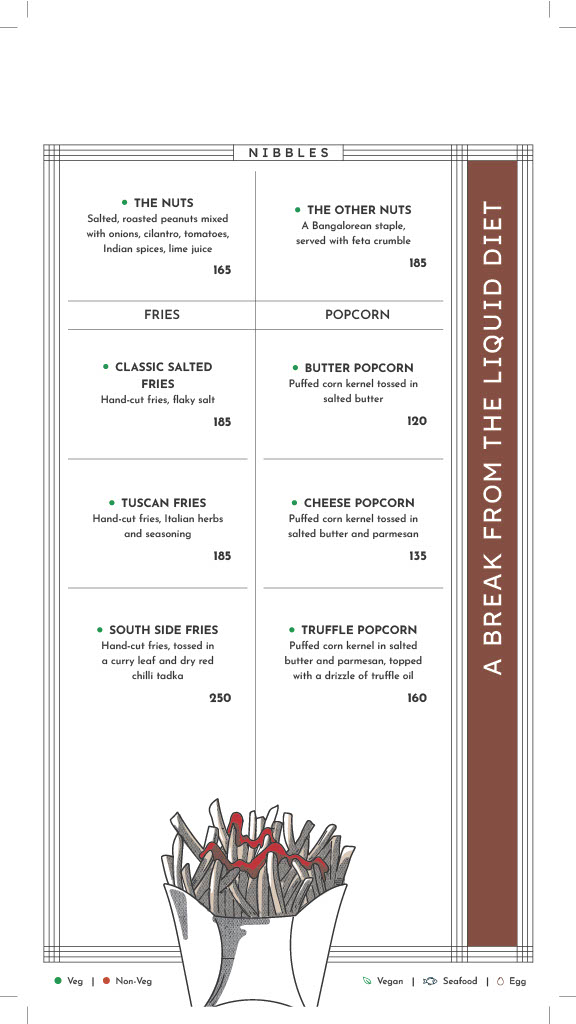 NIBBLES
THE NUTS
Salted, roasted peanuts mixed
with onions, cilantro, tomatoes,
Indian spices, lime juice
165
THE OTHER NUTS
A Bangalorean staple,
served with feta crumble
185
FRIES
CLASSIC SALTED
FRIES
Hand-cut fries, flaky salt
185
TUSCAN FRIES
Hand-cut fries, Italian herbs
and seasoning
185
SOUTH SIDE FRIES
Hand-cut fries, tossed in
a curry leaf and dry red
chilli tadka
250
POPCORN
BUTTER POPCORN
Puffed corn kernel tossed in
salted butter
120
CHEESE POPCORN
Puffed corn kernel tossed in
salted butter and parmesan
135
TRUFFLE POPCORN
Puffed corn kernel in salted
butter and parmesan, topped
with a drizzle of truffle oil
160
A BREAK FROM THE LIQUID DIET
Veg | Non-Veg
Vegan | Seafood | Egg